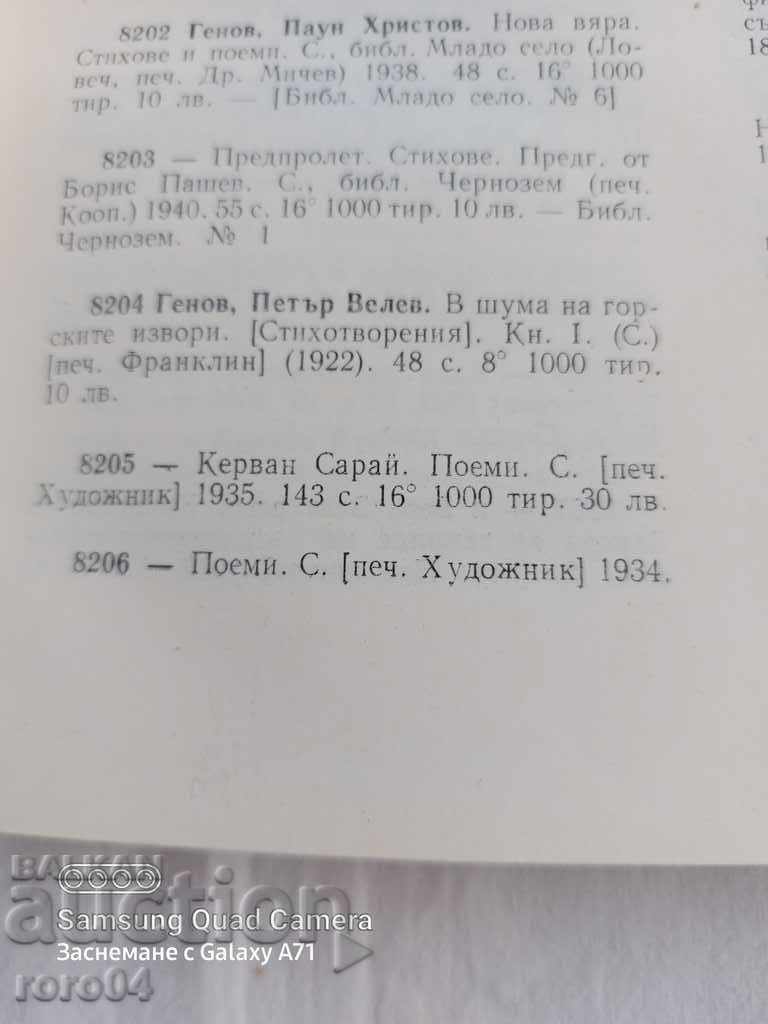 8202 Генов, Паун Христов. Нова вяра.
Стихове и поеми. С., библ. Младо село (Ло-
веч, печ. Др. Мичев) 1938. 48 с. 16° 1000
тир. 10 лв. — [Библ. Младо село. № 6]
8203 — Предпролет. Стихове. Предг. от
Борис Пашев. С., библ. Чернозем (печ.
Кооп.) 1940. 55 с. 16° 1000 тир. 10 лв. — Библ.
Чернозем. № 1
8204 Генов, Петър Велев. В шума на гор-
ските извори. [Стихотворения]. Кн. I. (С.)
[печ. Франклин] (1922). 48 с. 8° 1000 тир.
10 лв.
8205 — Керван Сарай. Поеми. С. [печ.
Художник] 1935. 143 с. 16° 1000 тир. 30 лв.
8206 — Поеми. С. [печ. Художник] 1934.
BALKAN
auction
Samsung Quad Camera
Заснемане с Galaxy A71
roro04